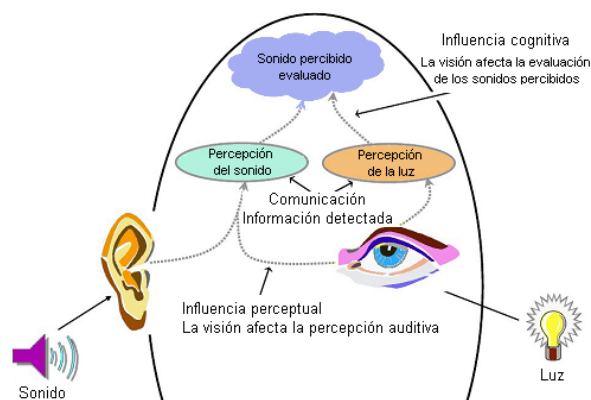 Influencia cognitiva
La visión afecta la evaluación
de los sonidos percibidos
Sonido percibido
evaluado
Percepción
del sonido
Percepción
de la luz
Comunicación
Información detectada
Influencia perceptual
La visión afecta la percepción auditiva
Sonido
Luz